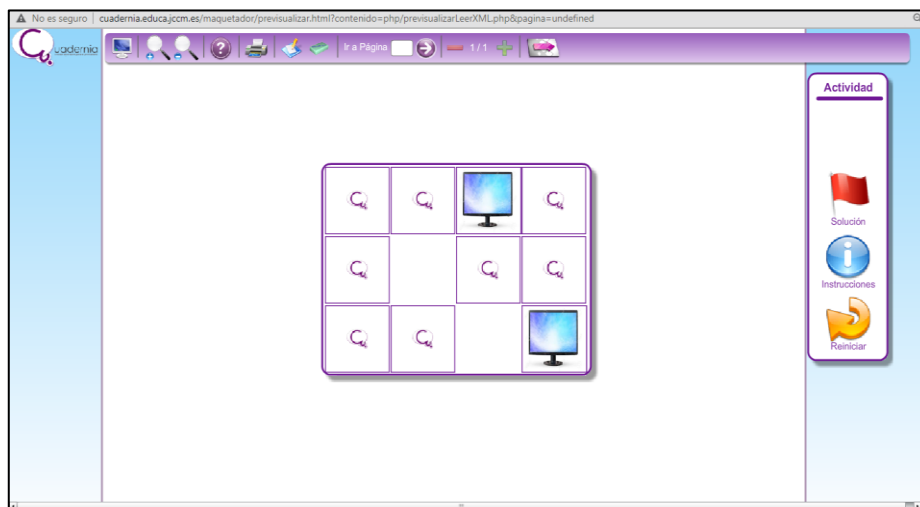 No es seguro | cuadernia.educa.jccm.es/maquetador/previsualizar.html?contenido=php/previsualizarLeerXML.php&pagina=undefined
Cuadernia
Ir a Página
1/1
Actividad
Solución
Instrucciones
Reiniciar